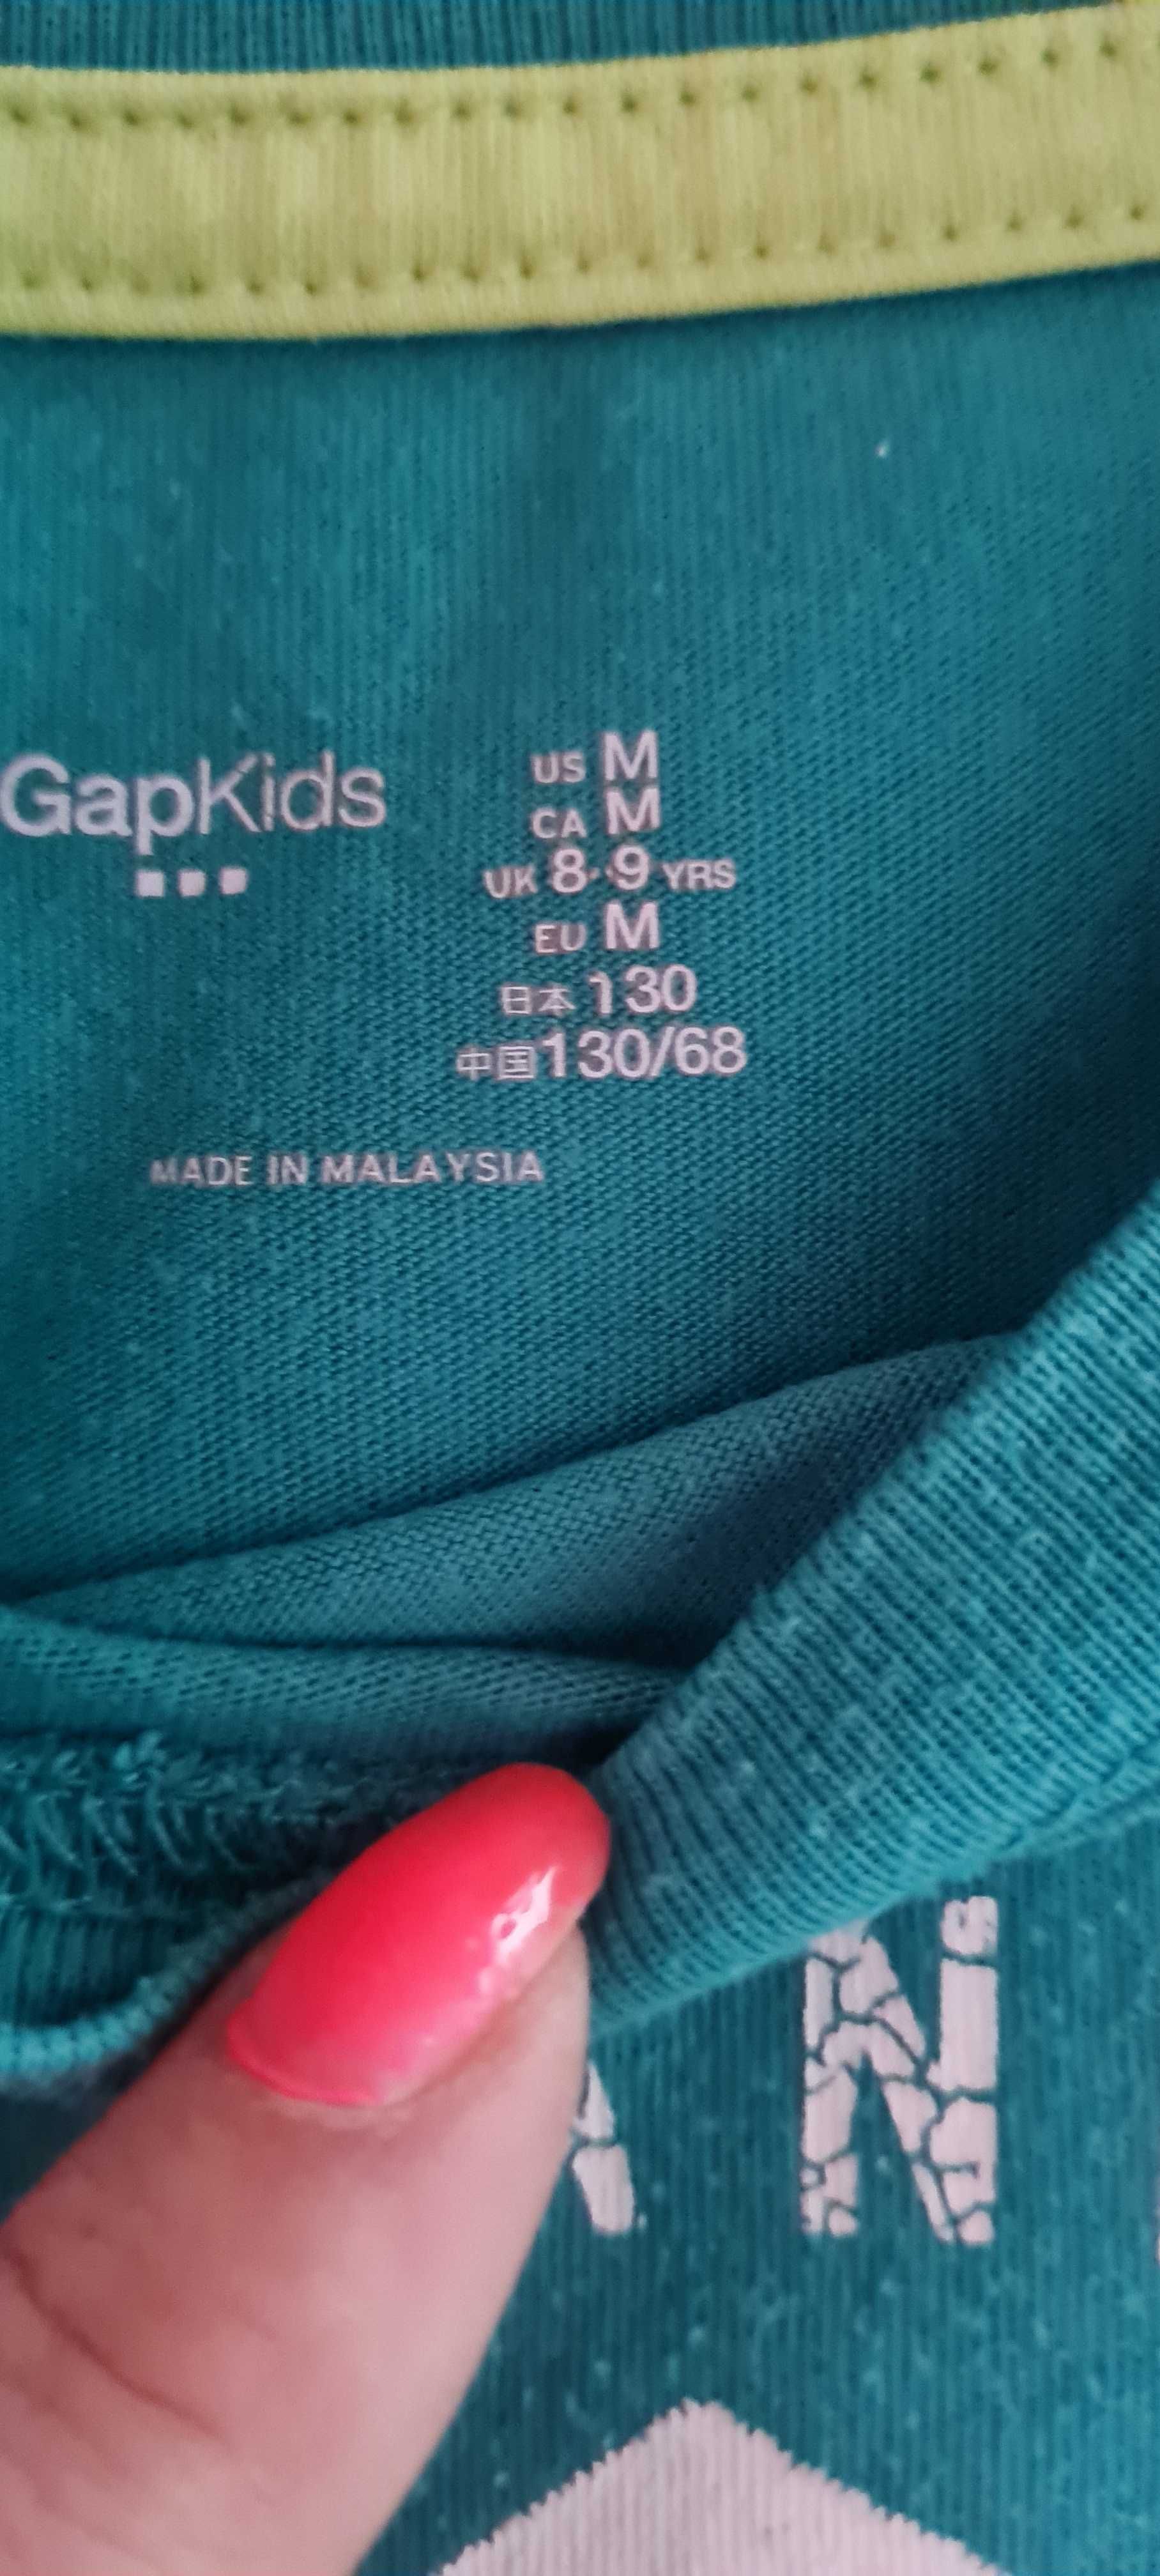 GapKids
US M
CA M
UK 8-9 YRS
EU M
日本 130
中国130/68
MADE IN MALAYSIA
N